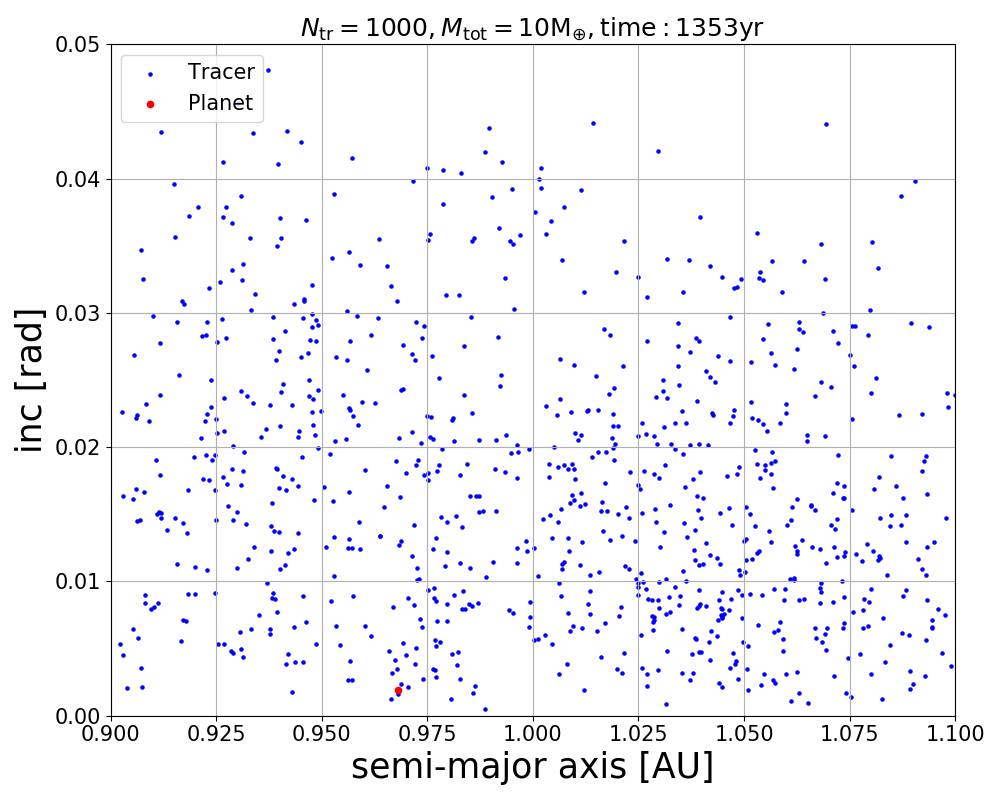 N_tr = 1000, M_tot = 10M_⊕, time : 1353yr
Tracer
Planet
0.05
0.04
0.03
0.02
0.01
0.00
inc [rad]
0.900 0.925 0.950 0.975 1.000 1.025 1.050 1.075 1.100
semi-major axis [AU]